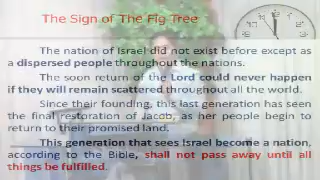 The Sign of The Fig Tree
The nation of Israel did not exist before except as
a dispersed people throughout the nations.
The soon return of the Lord could never happen
if they will remain scattered throughout all the world.
Since their founding, this last generation has seen
the final restoration of Jacob, as her people begin to
return to their promised land.
This generation that sees Israel become a nation,
according to the Bible, shall not pass away until all
things be fulfilled.